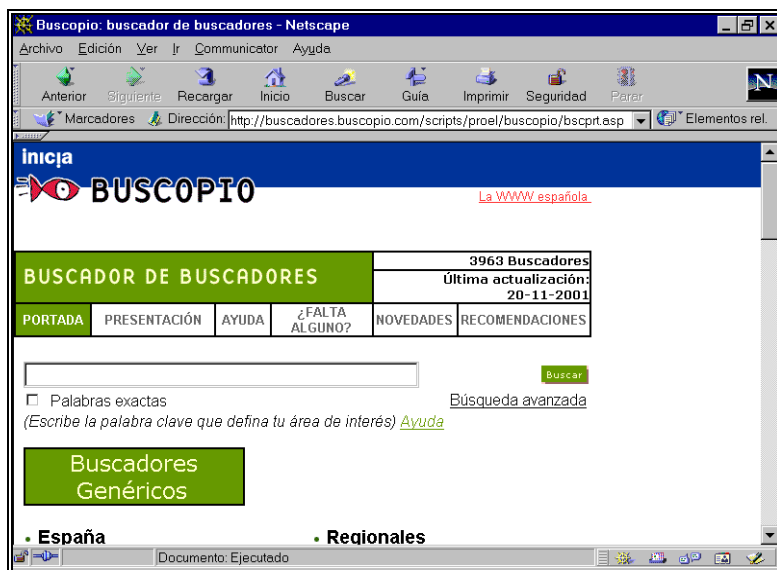 Buscopio: buscador de buscadores - Netscape
Archivo Edición Ver Ir Communicator Ayuda
Anterior Siguiente Recargar Inicio Buscar Guía Imprimir Seguridad Parar
N
Marcadores Dirección: http://buscadores.buscopio.com/scripts/proel/buscopio/bscprt.asp Elementos rel.
inicia
BUSCOPIO
La WWW española
BUSCADOR DE BUSCADORES
3963 Buscadores
Última actualización:
20-11-2001
PORTADA PRESENTACIÓN AYUDA ¿FALTA ALGUNO? NOVEDADES RECOMENDACIONES
Buscar
Palabras exactas Búsqueda avanzada
(Escribe la palabra clave que defina tu área de interés) Ayuda
Buscadores
Genéricos
• España • Regionales
Documento: Ejecutado